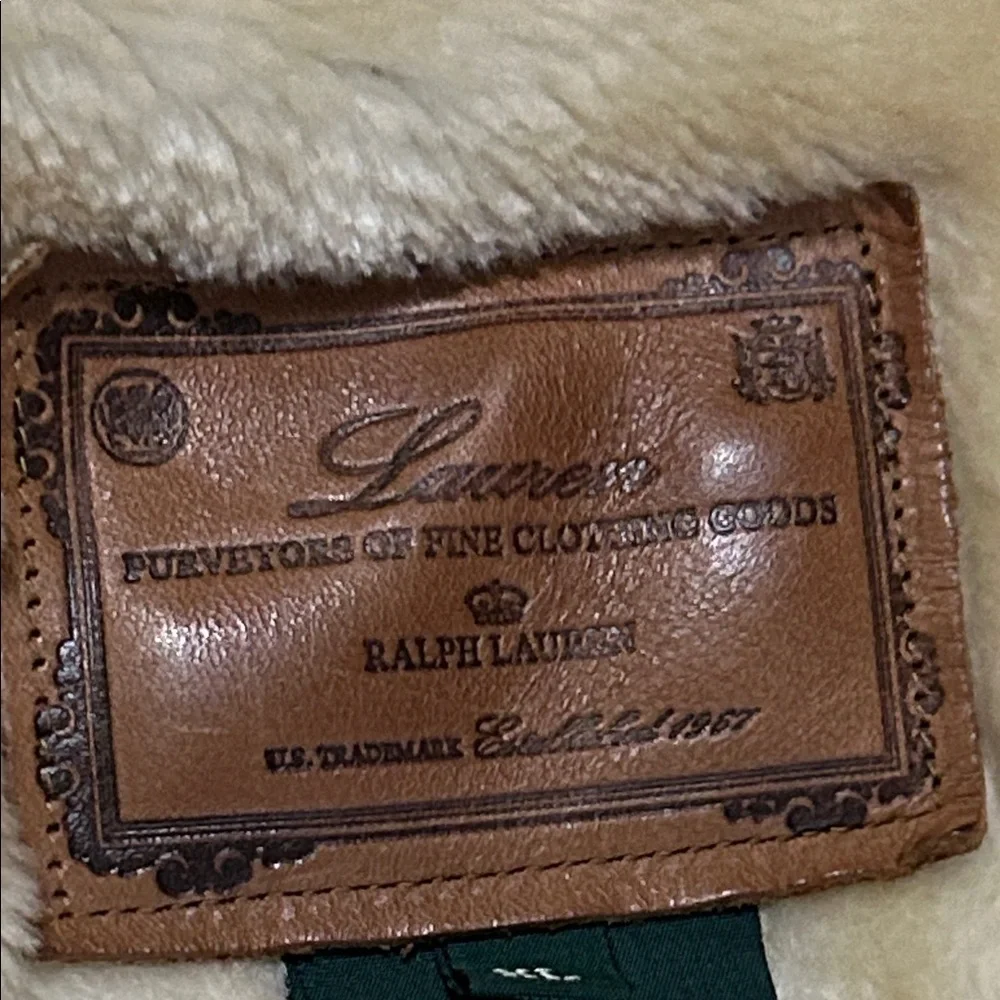 Lauren
PURVEYORS OF FINE CLOTHING GOODS
RALPH LAUREN
U.S. TRADEMARK Established 1967